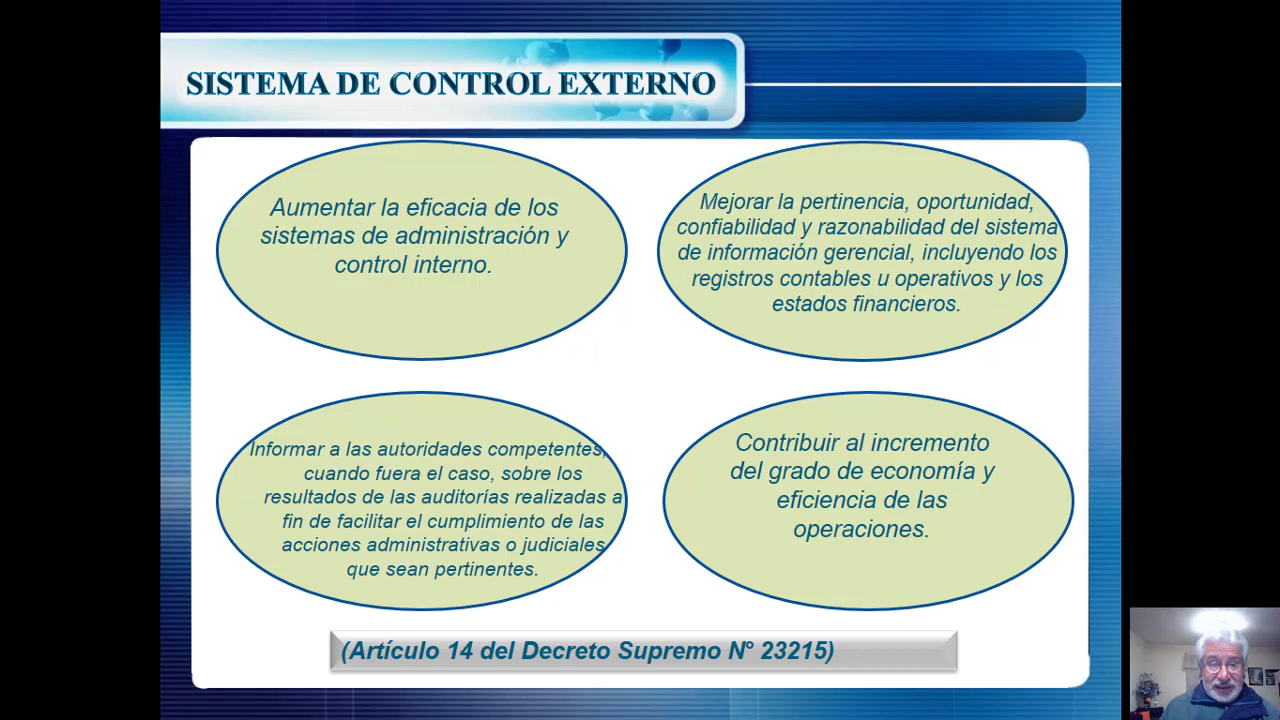 SISTEMA DE CONTROL EXTERNO
Aumentar la eficacia de los
sistemas de administración y
control interno.
Mejorar la pertinencia, oportunidad,
confiabilidad y razonabilidad del sistema
de información gerencial, incluyendo los
registros contables u operativos y los
estados financieros.
Informar a las autoridades competentes,
cuando fuera el caso, sobre los
resultados de las auditorías realizadas a
fin de facilitar el cumplimiento de las
acciones administrativas o judiciales
que sean pertinentes.
Contribuir al incremento
del grado de economía y
eficiencia de las
operaciones.
(Artículo 14 del Decreto Supremo N° 23215)